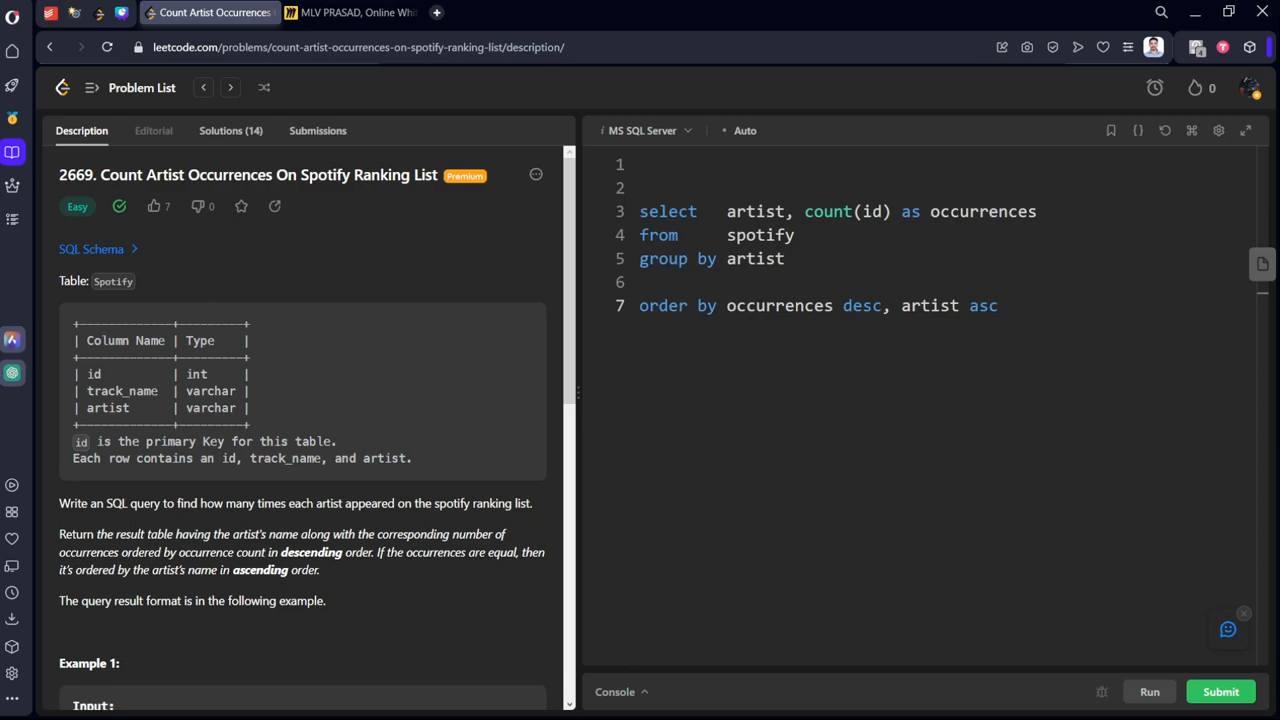 Count Artist Occurrences
MLV PRASAD, Online Whit
leetcode.com/problems/count-artist-occurrences-on-spotify-ranking-list/description/
4
Problem List
0
Description
Editorial
Solutions (14)
Submissions
2669. Count Artist Occurrences On Spotify Ranking List
Premium
Easy
7
0
SQL Schema
Table: Spotify
+-------------+---------+
| Column Name | Type    |
+-------------+---------+
| id          | int     |
| track_name  | varchar |
| artist      | varchar |
+-------------+---------+
id is the primary Key for this table.
Each row contains an id, track_name, and artist.
Write an SQL query to find how many times each artist appeared on the spotify ranking list.
Return the result table having the artist's name along with the corresponding number of
occurrences ordered by occurrence count in descending order. If the occurrences are equal, then
it's ordered by the artist's name in ascending order.
The query result format is in the following example.
Example 1:
Input:
i MS SQL Server
• Auto
{}
1
2
3 select artist, count(id) as occurrences
4 from spotify
5 group by artist
6
7 order by occurrences desc, artist asc
Console
Run
Submit